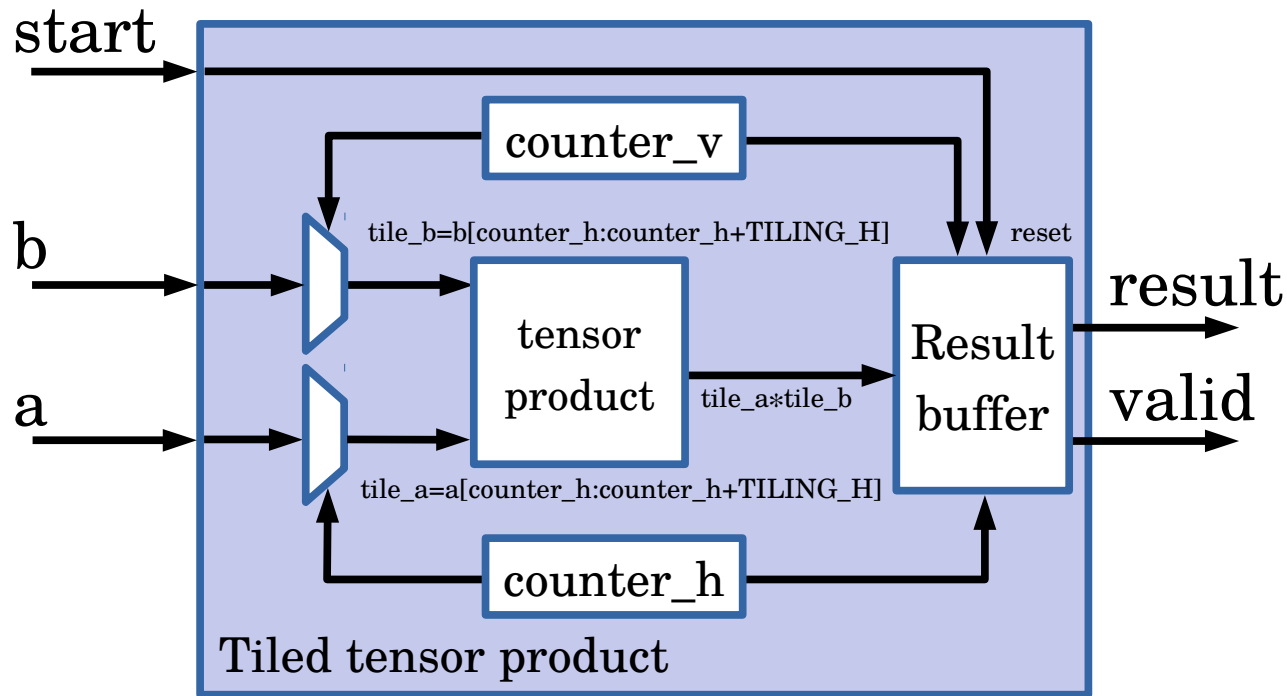 start
counter_v
tile_b=b[counter_h:counter_h+TILING_H]
reset
b
result
tensor
product
Result
buffer
tile_a*tile_b
valid
a
tile_a=a[counter_h:counter_h+TILING_H]
counter_h
Tiled tensor product